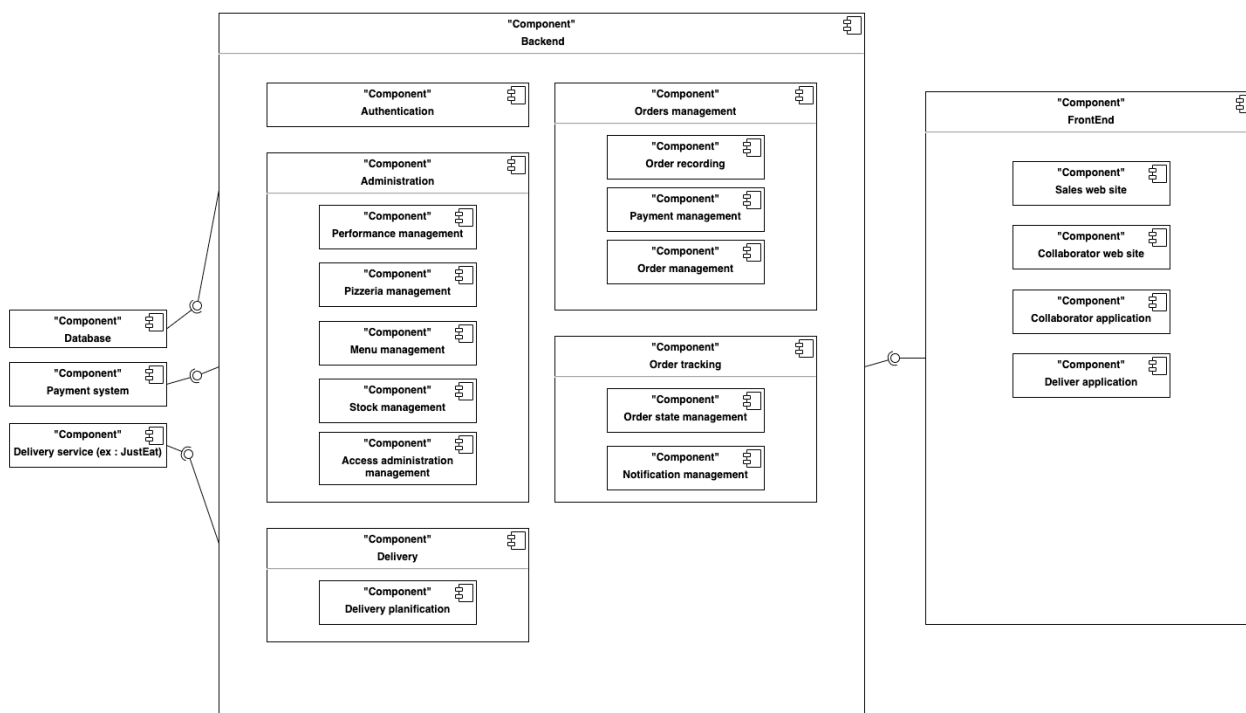 "Component"
Backend
"Component"
Authentication
"Component"
Administration
"Component"
Performance management
"Component"
Pizzeria management
"Component"
Menu management
"Component"
Stock management
"Component"
Access administration
management
"Component"
Delivery
"Component"
Delivery planification
"Component"
Orders management
"Component"
Order recording
"Component"
Payment management
"Component"
Order management
"Component"
Order tracking
"Component"
Order state management
"Component"
Notification management
"Component"
Database
"Component"
Payment system
"Component"
Delivery service (ex : JustEat)
"Component"
FrontEnd
"Component"
Sales web site
"Component"
Collaborator web site
"Component"
Collaborator application
"Component"
Deliver application